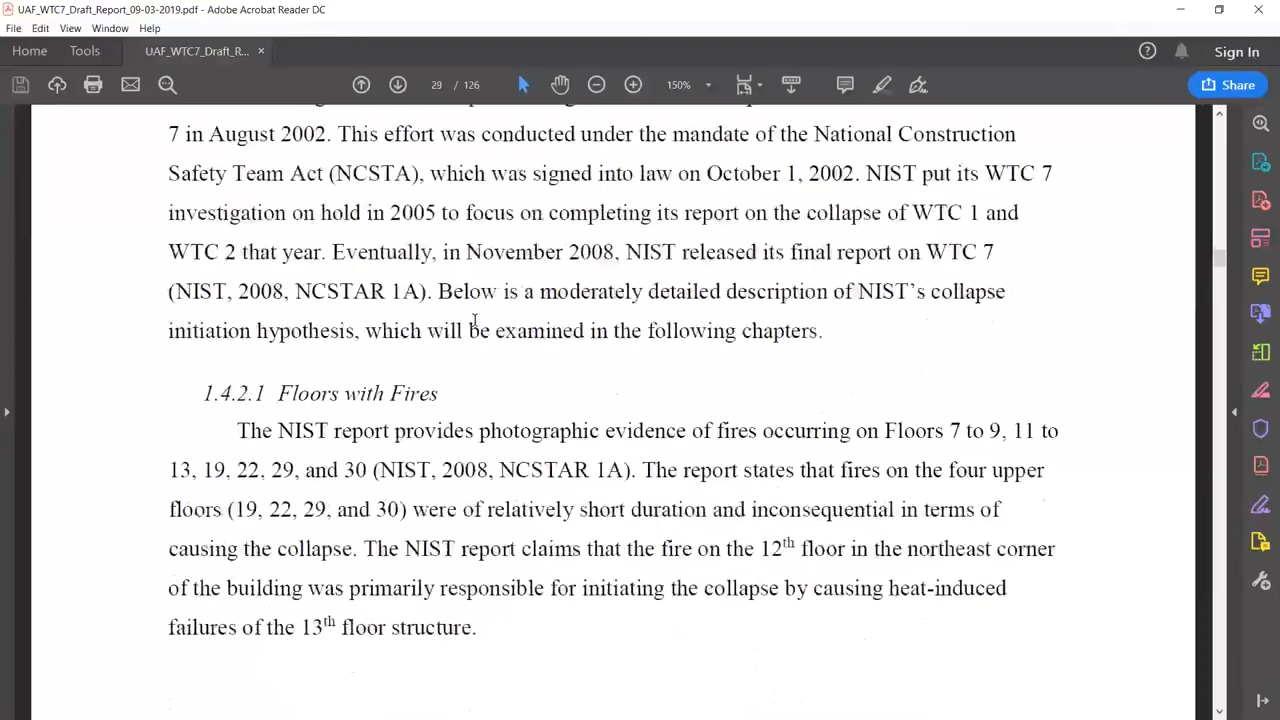 UAF_WTC7_Draft_Report_09-03-2019.pdf - Adobe Acrobat Reader DC
File Edit View Window Help
Home Tools UAF_WTC7_Draft_R... × Sign In
29 / 126 150% Share
7 in August 2002. This effort was conducted under the mandate of the National Construction
Safety Team Act (NCSTA), which was signed into law on October 1, 2002. NIST put its WTC 7
investigation on hold in 2005 to focus on completing its report on the collapse of WTC 1 and
WTC 2 that year. Eventually, in November 2008, NIST released its final report on WTC 7
(NIST, 2008, NCSTAR 1A). Below is a moderately detailed description of NIST’s collapse
initiation hypothesis, which will be examined in the following chapters.
1.4.2.1 Floors with Fires
The NIST report provides photographic evidence of fires occurring on Floors 7 to 9, 11 to
13, 19, 22, 29, and 30 (NIST, 2008, NCSTAR 1A). The report states that fires on the four upper
floors (19, 22, 29, and 30) were of relatively short duration and inconsequential in terms of
causing the collapse. The NIST report claims that the fire on the 12th floor in the northeast corner
of the building was primarily responsible for initiating the collapse by causing heat-induced
failures of the 13th floor structure.